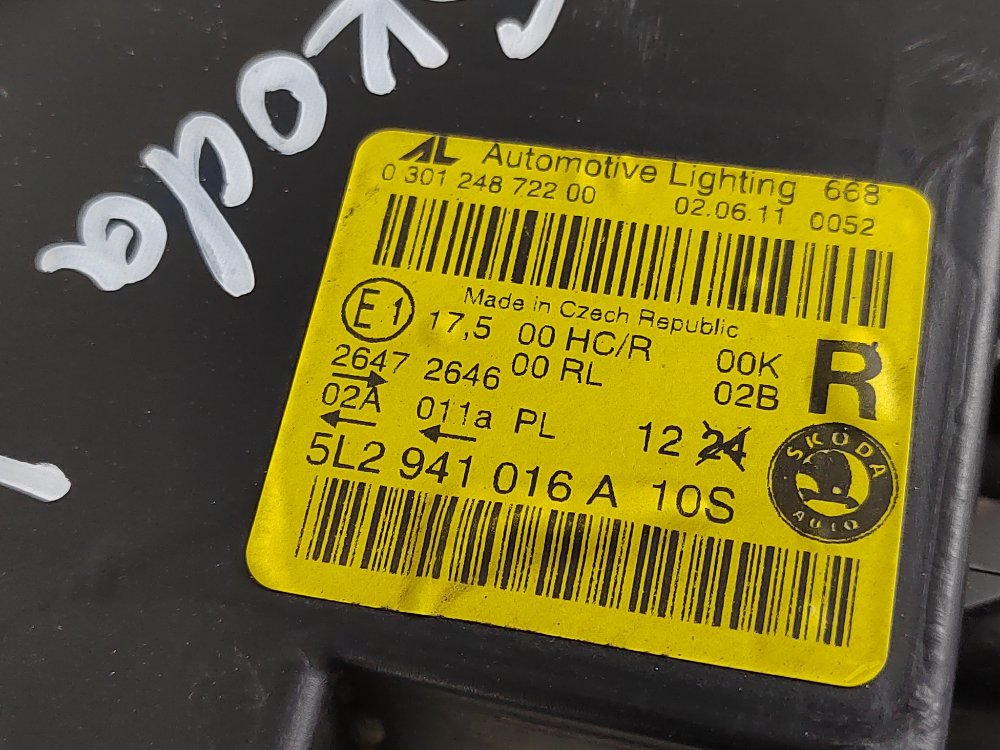 Skoda
AL Automotive Lighting 668
0 301 248 722 00 02.06.11 0052
Made in Czech Republic
E1 17,5 00 HC/R 00K R
2647 2646 00 RL 02B
02A 011a PL 12 24
5L2 941 016 A 10S
SKODA AUTO